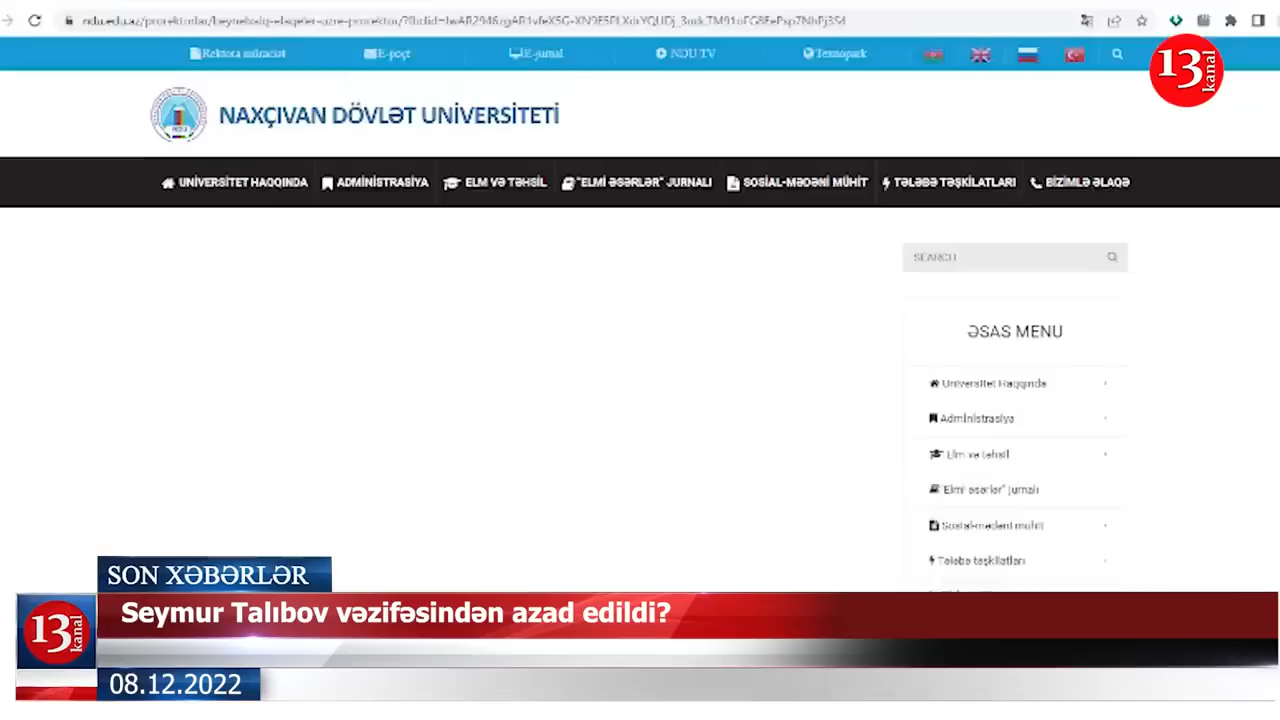 Rektora müraciət E-poçt E-jurnal NDU TV Texnopark
13 kanal
NAXÇIVAN DÖVLƏT UNİVERSİTETİ
UNİVERSİTET HAQQINDA ADMİNİSTRASİYA ELM VƏ TƏHSİL "ELMİ ƏSƏRLƏR" JURNALI SOSİAL-MƏDƏNİ MÜHİT TƏLƏBƏ TƏŞKİLATLARI BİZİMLƏ ƏLAQƏ
SEARCH
ƏSAS MENU
Universitet Haqqında
Administrasiya
Elm və təhsil
Elmi əsərlər" jurnalı
Sosial-mədəni mühit
Tələbə təşkilatları
SON XƏBƏRLƏR
Seymur Talıbov vəzifəsindən azad edildi?
13 kanal
08.12.2022